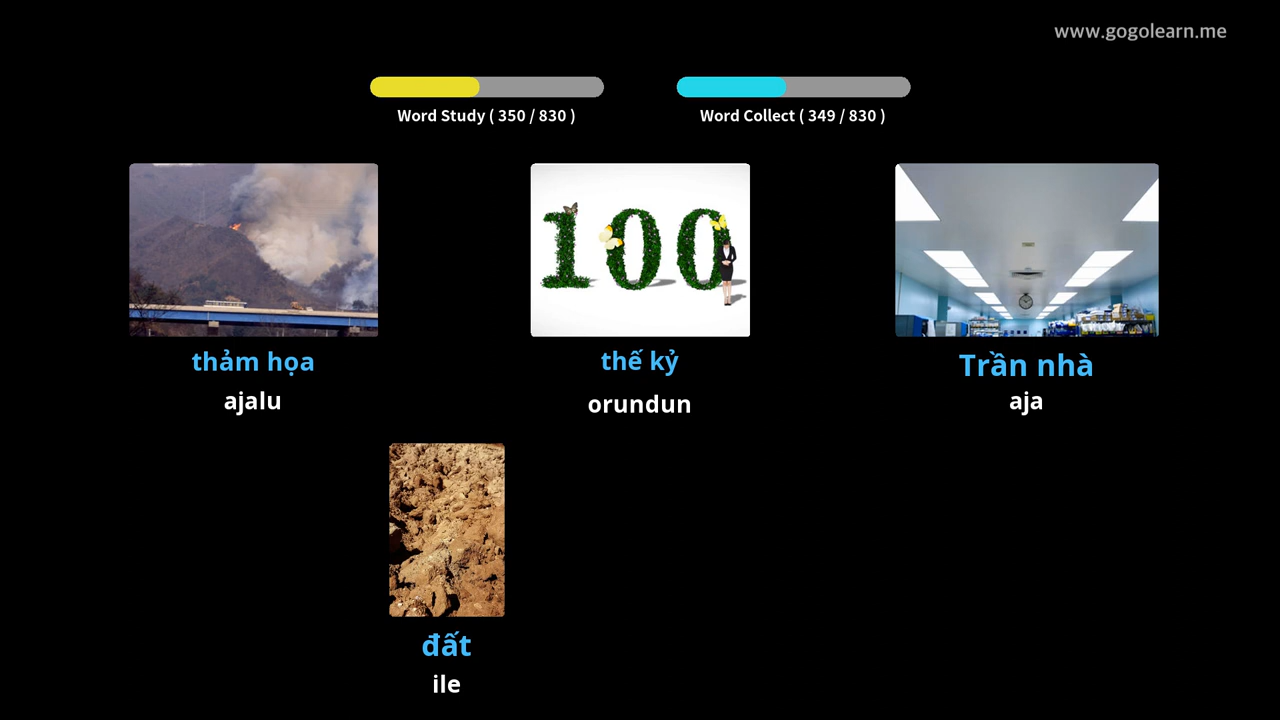 www.gogolearn.me
Word Study ( 350 / 830 )
Word Collect ( 349 / 830 )
100
thảm họa
ajalu
thế kỷ
orundun
Trần nhà
aja
đất
ile